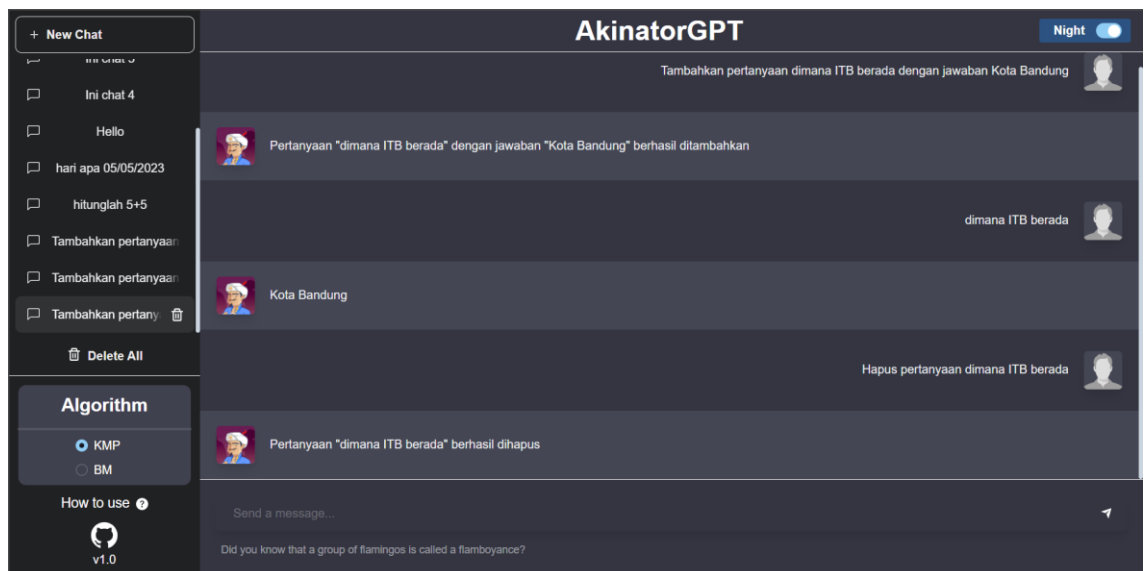 + New Chat
Ini chat 4
Hello
hari apa 05/05/2023
hitunglah 5+5
Tambahkan pertanyaan
Tambahkan pertanyaan
Tambahkan pertany
Delete All
Algorithm
KMP
BM
How to use ?
v1.0
AkinatorGPT
Night
Tambahkan pertanyaan dimana ITB berada dengan jawaban Kota Bandung
Pertanyaan "dimana ITB berada" dengan jawaban "Kota Bandung" berhasil ditambahkan
dimana ITB berada
Kota Bandung
Hapus pertanyaan dimana ITB berada
Pertanyaan "dimana ITB berada" berhasil dihapus
Send a message...
Did you know that a group of flamingos is called a flamboyance?